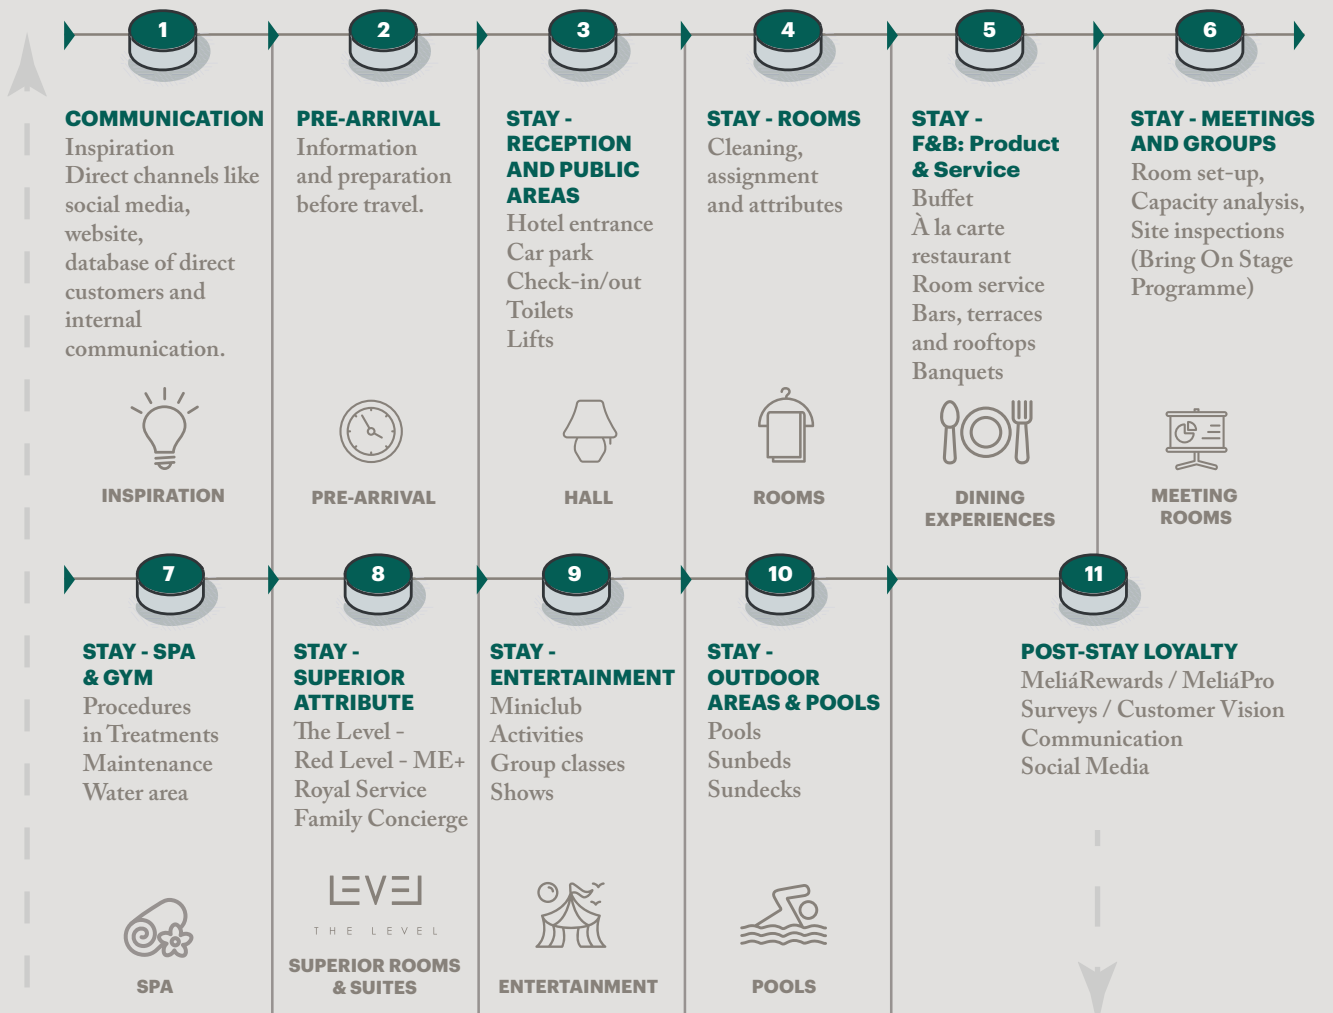 1
COMMUNICATION
Inspiration
Direct channels like
social media,
website,
database of direct
customers and
internal
communication.
INSPIRATION
2
PRE-ARRIVAL
Information
and preparation
before travel.
PRE-ARRIVAL
3
STAY -
RECEPTION
AND PUBLIC
AREAS
Hotel entrance
Car park
Check-in/out
Toilets
Lifts
HALL
4
STAY - ROOMS
Cleaning,
assignment
and attributes
ROOMS
5
STAY -
F&B: Product
& Service
Buffet
À la carte
restaurant
Room service
Bars, terraces
and rooftops
Banquets
DINING
EXPERIENCES
6
STAY - MEETINGS
AND GROUPS
Room set-up,
Capacity analysis,
Site inspections
(Bring On Stage
Programme)
MEETING
ROOMS
7
STAY - SPA
& GYM
Procedures
in Treatments
Maintenance
Water area
SPA
8
STAY -
SUPERIOR
ATTRIBUTE
The Level -
Red Level - ME+
Royal Service
Family Concierge
LEVEL
THE LEVEL
SUPERIOR ROOMS
& SUITES
9
STAY -
ENTERTAINMENT
Miniclub
Activities
Group classes
Shows
ENTERTAINMENT
10
STAY -
OUTDOOR
AREAS & POOLS
Pools
Sunbeds
Sundecks
POOLS
11
POST-STAY LOYALTY
MeliáRewards / MeliáPro
Surveys / Customer Vision
Communication
Social Media